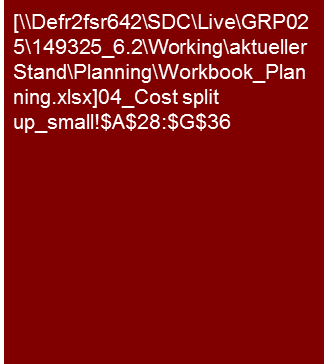 [\\Defr2fsr642\SDC\Live\GRP02
5\149325_6.2\Working\aktueller
Stand\Planning\Workbook_Plan
ning.xlsx]04_Cost split
up_small!$A$28:$G$36